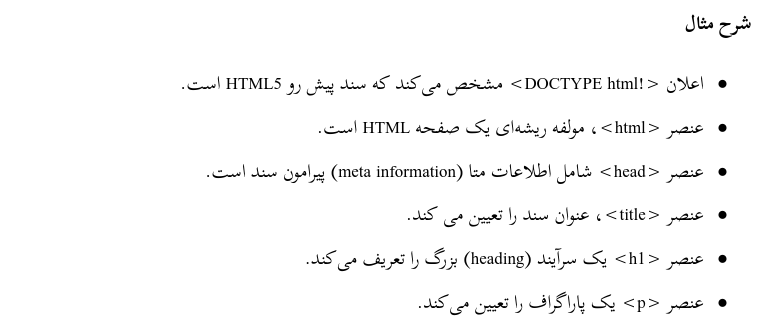 شرح مثال
● اعلان <!DOCTYPE html> مشخص می‌کند که سند پیش رو HTML5 است.
● عنصر <html>، مولفه ریشه‌ای یک صفحه HTML است.
● عنصر <head> شامل اطلاعات متا (meta information) پیرامون سند است.
● عنصر <title>، عنوان سند را تعیین می کند.
● عنصر <h1> یک سرآیند (heading) بزرگ را تعریف می‌کند.
● عنصر <p> یک پاراگراف را تعیین می‌کند.